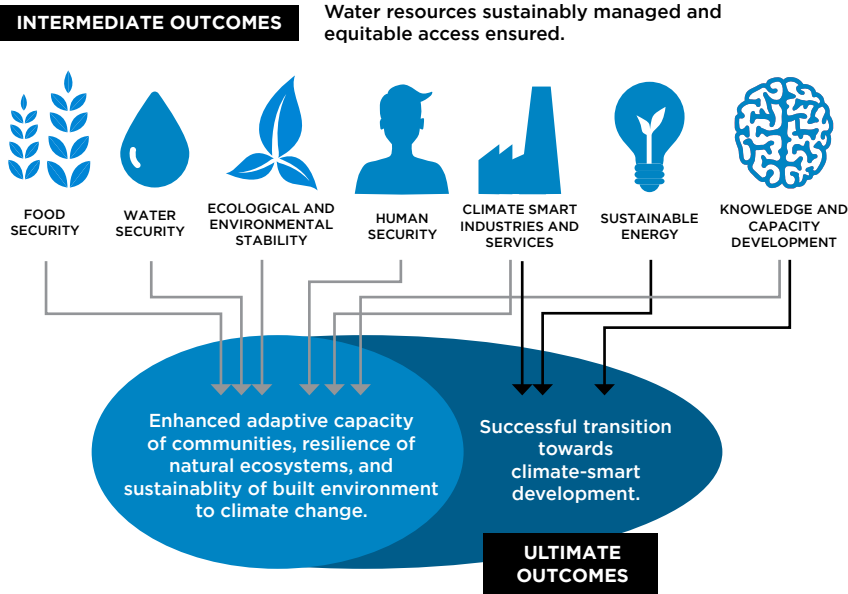 INTERMEDIATE OUTCOMES
Water resources sustainably managed and
equitable access ensured.
FOOD
SECURITY
WATER
SECURITY
ECOLOGICAL AND
ENVIRONMENTAL
STABILITY
HUMAN
SECURITY
CLIMATE SMART
INDUSTRIES AND
SERVICES
SUSTAINABLE
ENERGY
KNOWLEDGE AND
CAPACITY
DEVELOPMENT
Enhanced adaptive capacity
of communities, resilience of
natural ecosystems, and
sustainablity of built environment
to climate change.
Successful transition
towards
climate-smart
development.
ULTIMATE
OUTCOMES